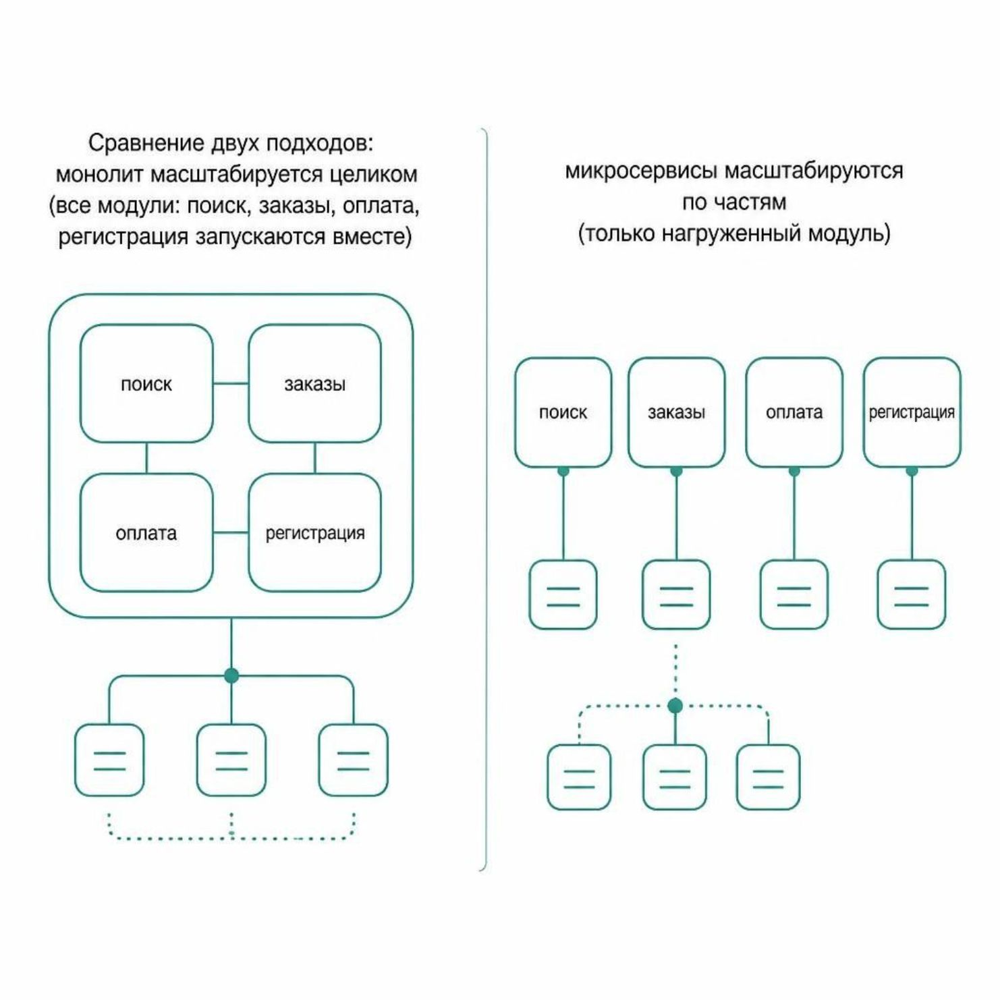 Сравнение двух подходов:
монолит масштабируется целиком
(все модули: поиск, заказы, оплата,
регистрация запускаются вместе)
поиск
заказы
оплата
регистрация
микросервисы масштабируются
по частям
(только нагруженный модуль)
поиск
заказы
оплата
регистрация